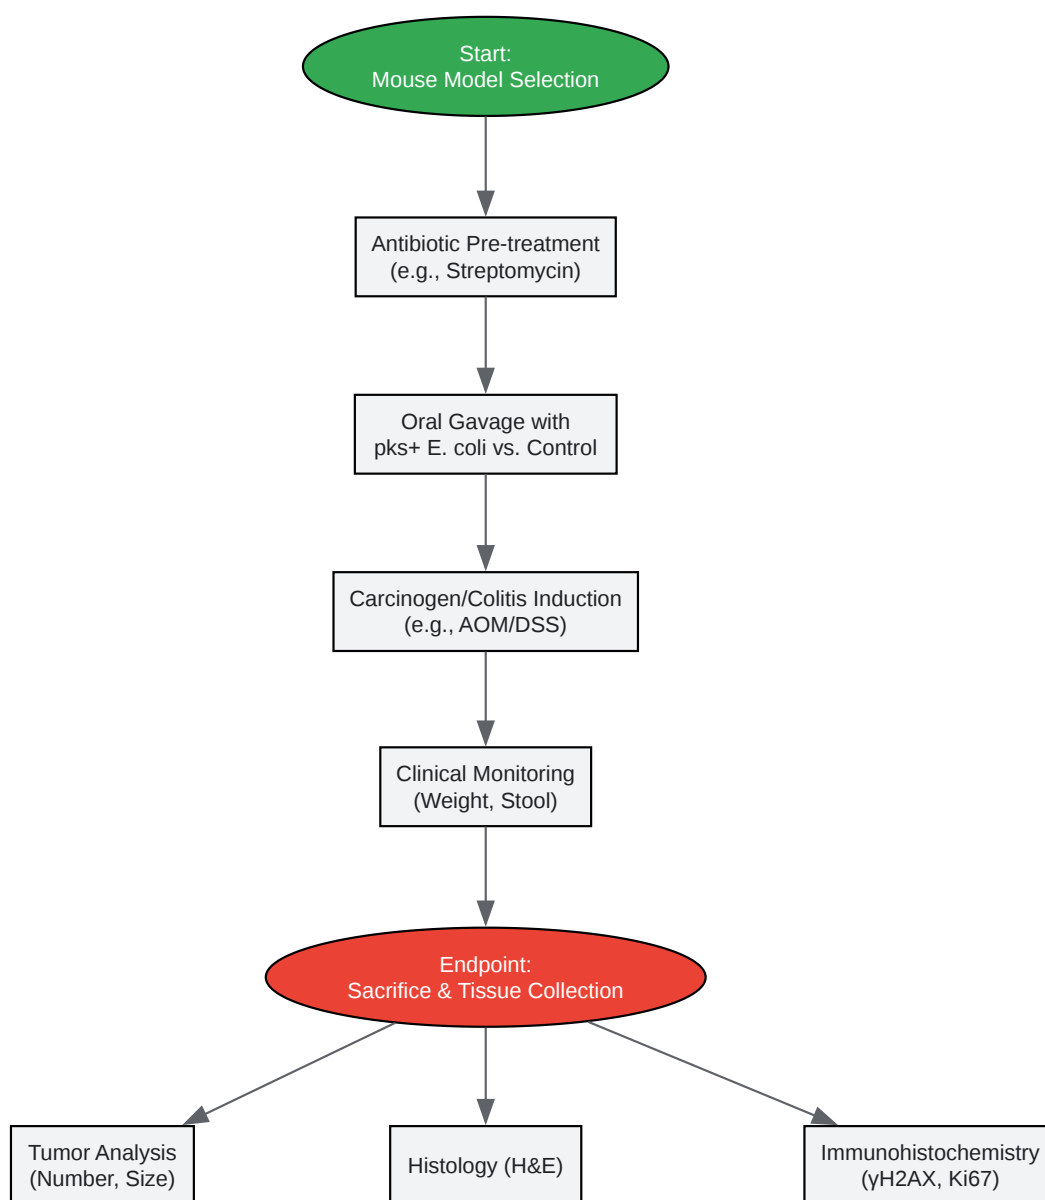 Start:
Mouse Model Selection
Antibiotic Pre-treatment
(e.g., Streptomycin)
Oral Gavage with
pks+ E. coli vs. Control
Carcinogen/Colitis Induction
(e.g., AOM/DSS)
Clinical Monitoring
(Weight, Stool)
Endpoint:
Sacrifice & Tissue Collection
Tumor Analysis
(Number, Size)
Histology (H&E)
Immunohistochemistry
(γH2AX, Ki67)